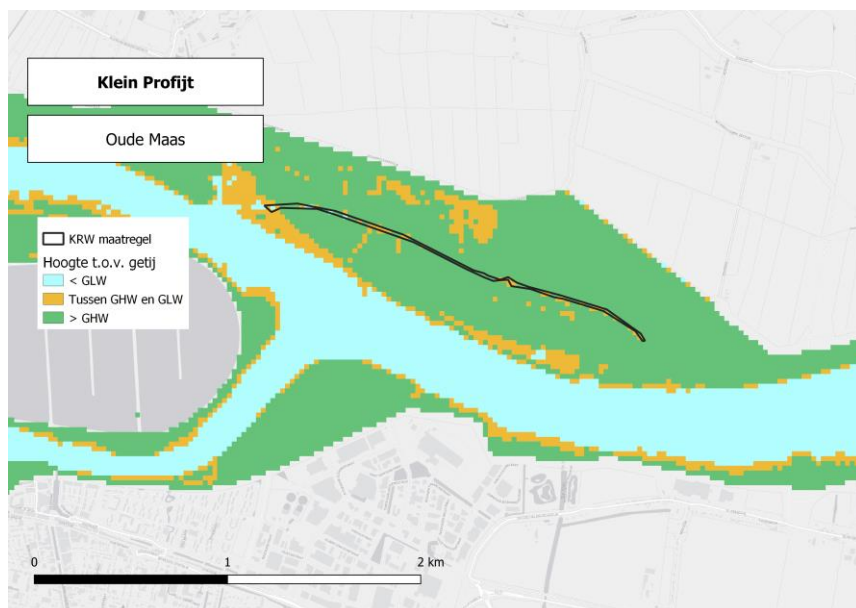 Klein Profijt
Oude Maas
KRW maatregel
Hoogte t.o.v. getij
< GLW
Tussen GHW en GLW
> GHW
0
1
2 km